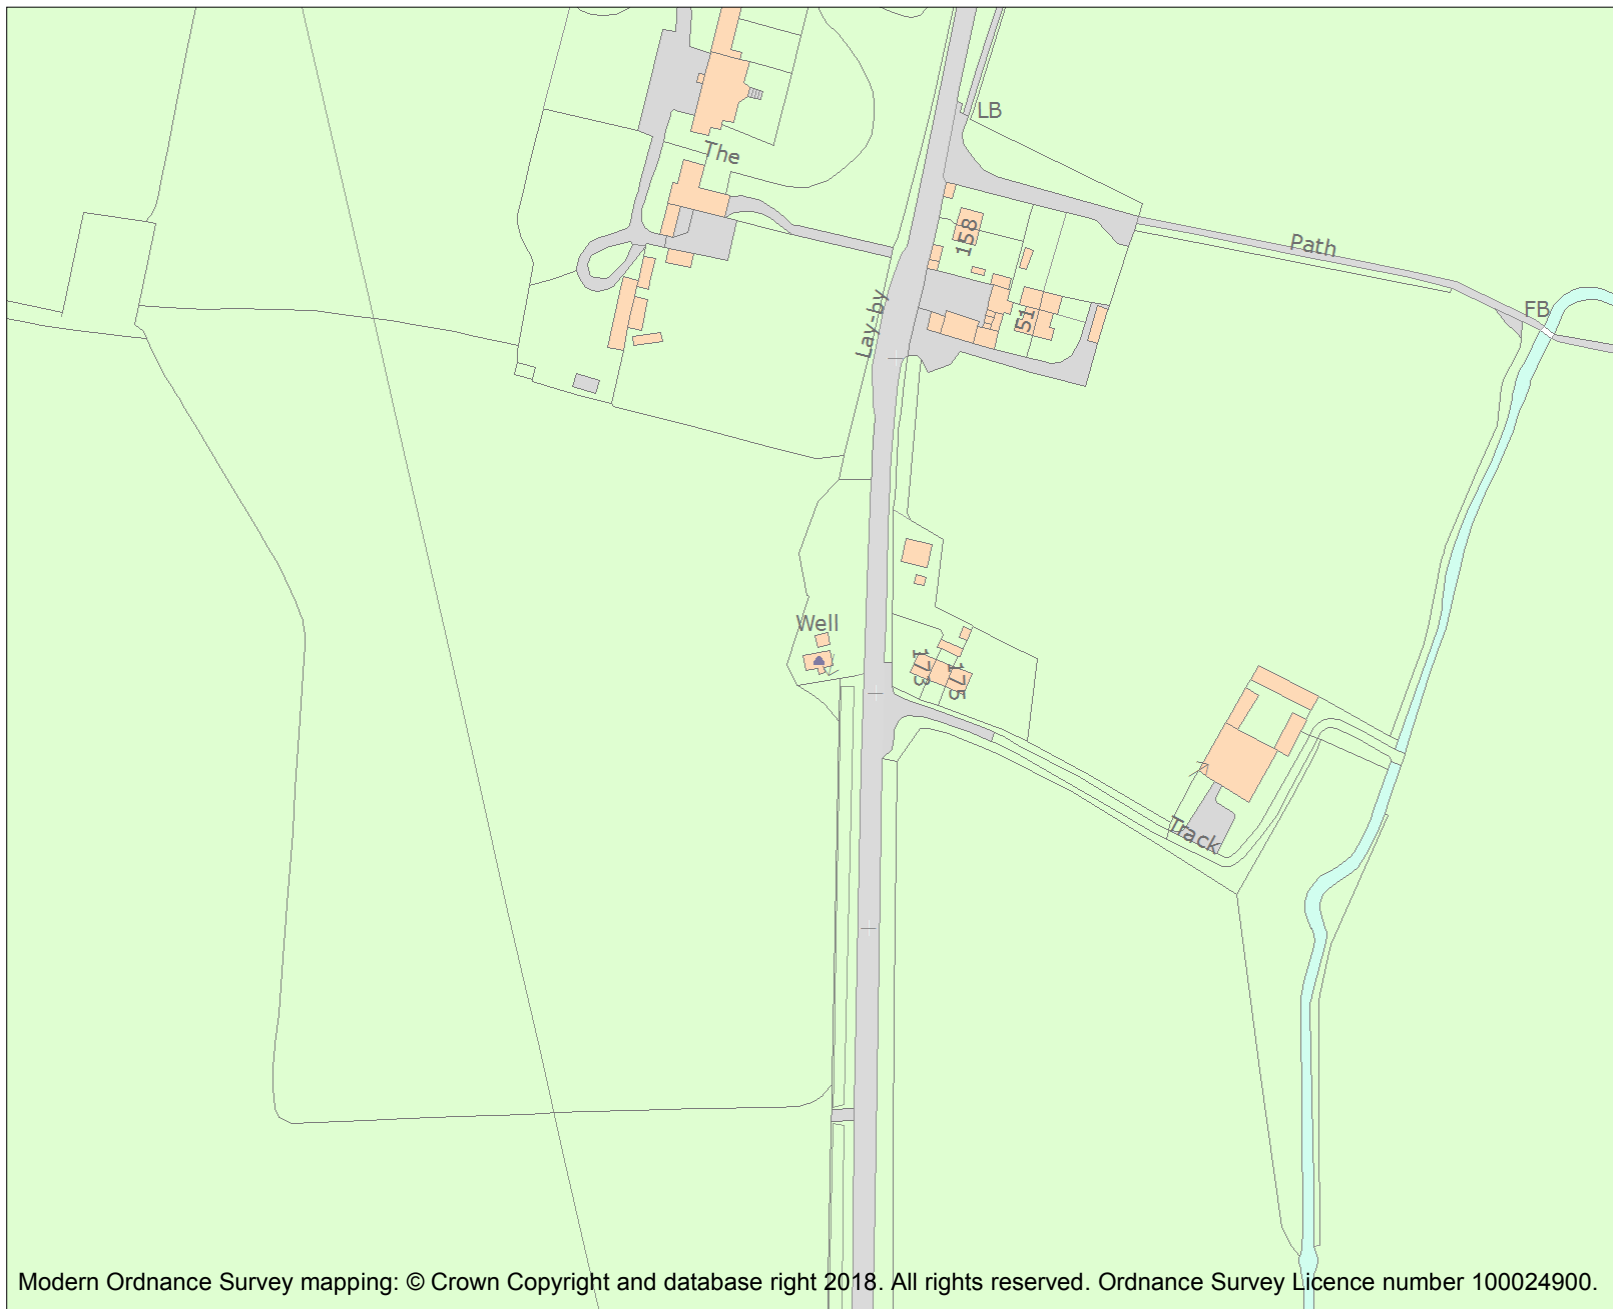 LB
The
158
Path
Lay-by
FB
51
Well
173
175
Track
Modern Ordnance Survey mapping: © Crown Copyright and database right 2018. All rights reserved. Ordnance Survey Licence number 100024900.